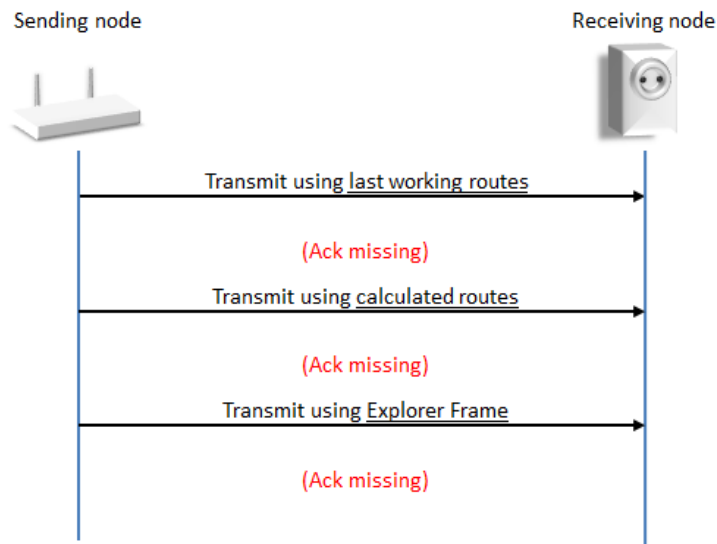 Sending node
Receiving node
Transmit using last working routes
(Ack missing)
Transmit using calculated routes
(Ack missing)
Transmit using Explorer Frame
(Ack missing)